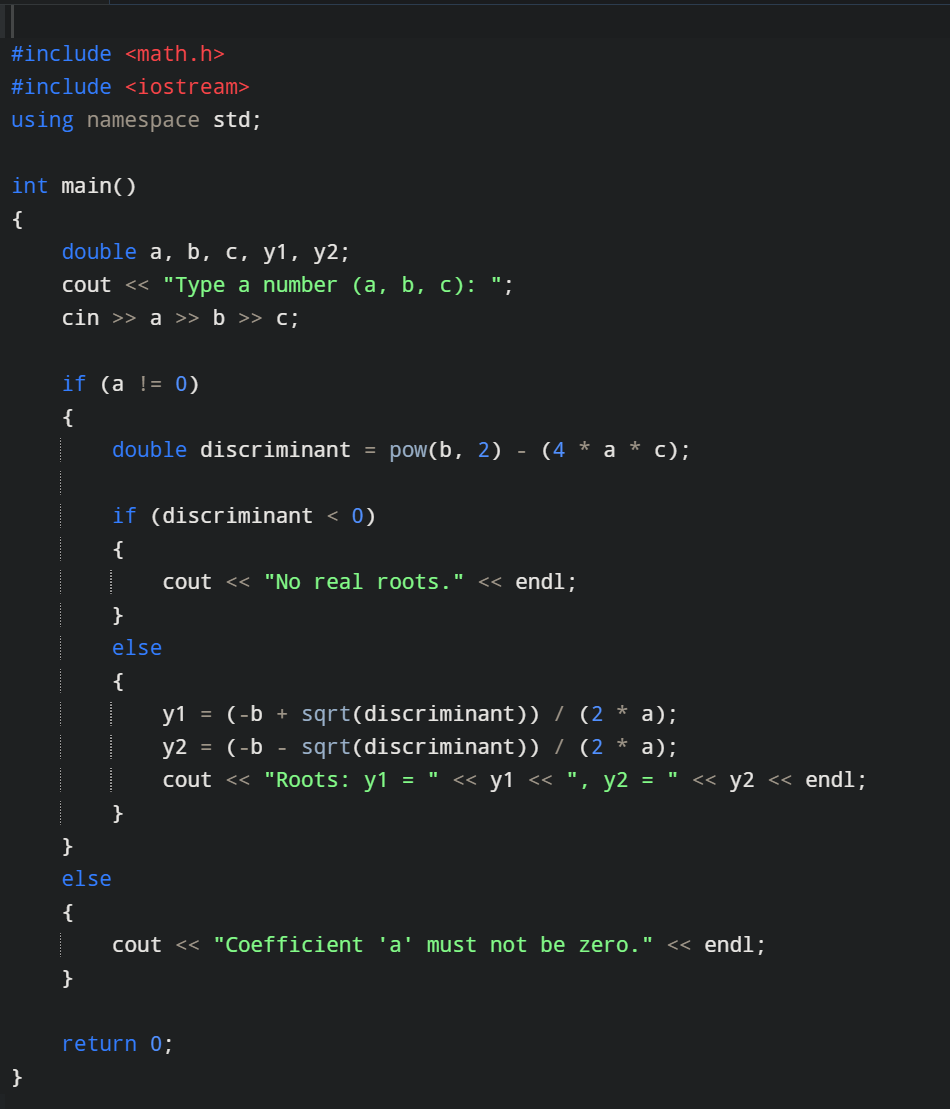 #include <math.h>
#include <iostream>
using namespace std;
int main()
{
double a, b, c, y1, y2;
cout << "Type a number (a, b, c): ";
cin >> a >> b >> c;
if (a != 0)
{
double discriminant = pow(b, 2) - (4 * a * c);
if (discriminant < 0)
{
cout << "No real roots." << endl;
}
else
{
y1 = (-b + sqrt(discriminant)) / (2 * a);
y2 = (-b - sqrt(discriminant)) / (2 * a);
cout << "Roots: y1 = " << y1 << ", y2 = " << y2 << endl;
}
}
else
{
cout << "Coefficient 'a' must not be zero." << endl;
}
return 0;
}